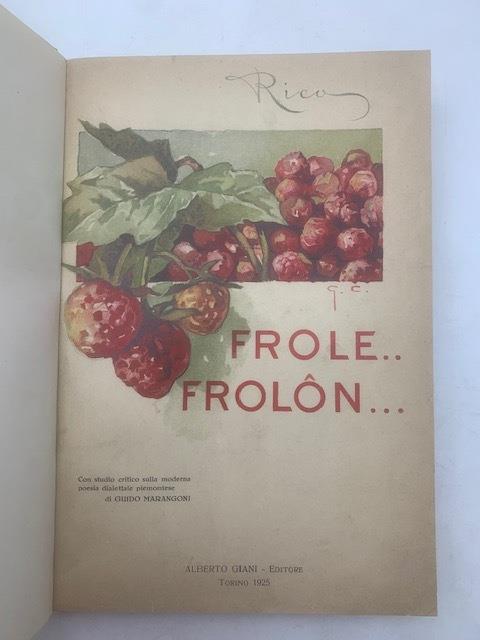 Rico
G. C.
FROLE..
FROLÔN...
Con studio critico sulla moderna
poesia dialettale piemontese
di GUIDO MARANGONI
ALBERTO GIANI - EDITORE
TORINO 1925